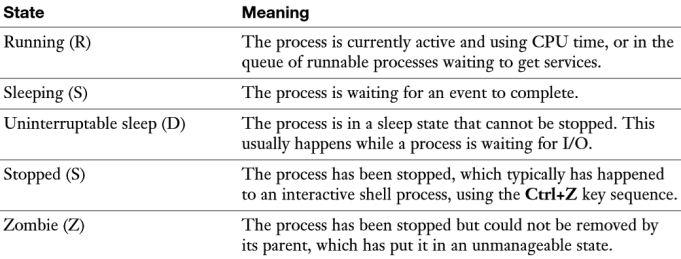 State Meaning
Running (R) The process is currently active and using CPU time, or in the
queue of runnable processes waiting to get services.
Sleeping (S) The process is waiting for an event to complete.
Uninterruptable sleep (D) The process is in a sleep state that cannot be stopped. This
usually happens while a process is waiting for I/O.
Stopped (S) The process has been stopped, which typically has happened
to an interactive shell process, using the Ctrl+Z key sequence.
Zombie (Z) The process has been stopped but could not be removed by
its parent, which has put it in an unmanageable state.